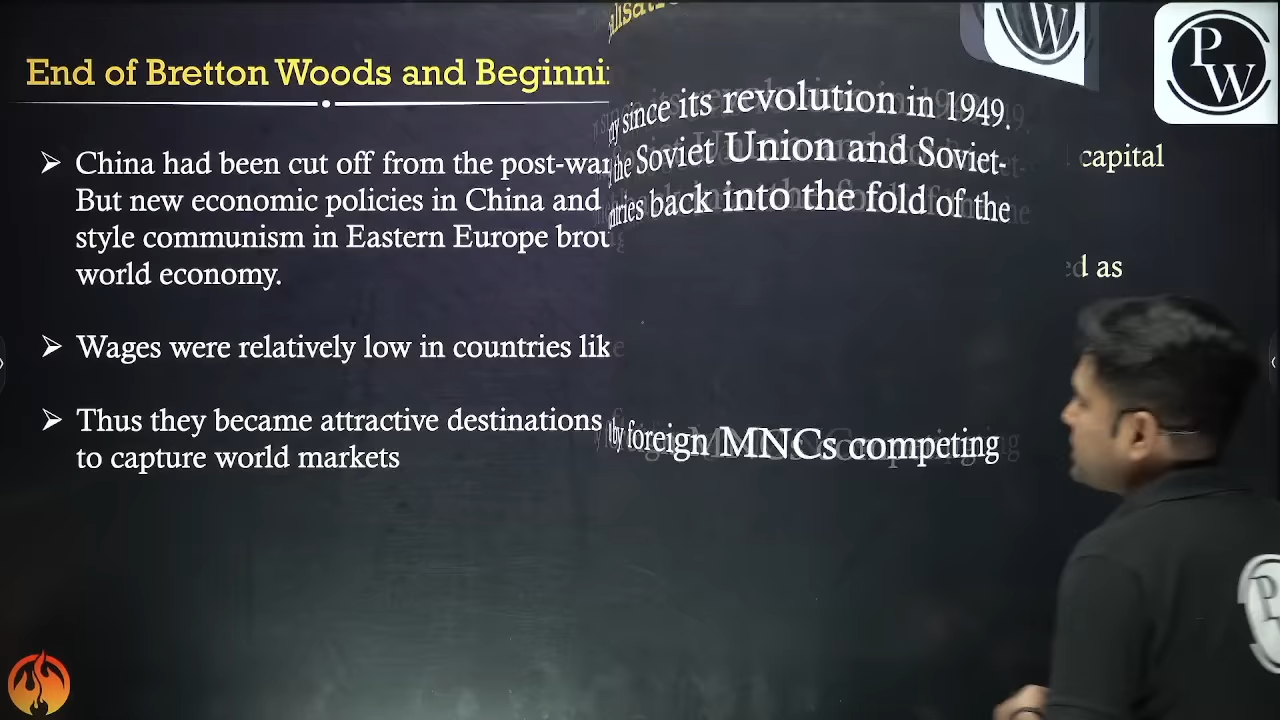 End of Bretton Woods and Beginni
China had been cut off from the post-war since its revolution in 1949.
But new economic policies in China and the Soviet Union and Soviet-
style communism in Eastern Europe brou back into the fold of the
world economy.
Wages were relatively low in countries like
Thus they became attractive destinations by foreign MNCs competing
to capture world markets
capital
as
PW
PW